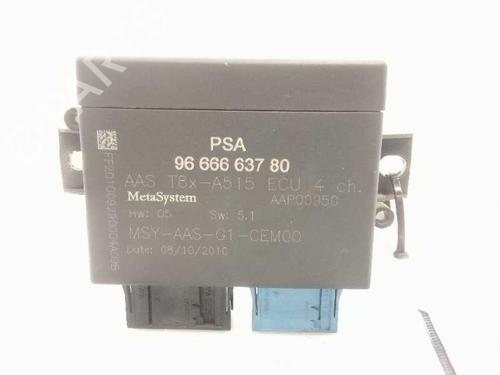 PSA
96 666 637 80
AAS T8x-A515 ECU 4 ch.
MetaSystem AAP00950
Hw: 05 Sw: 5.1
MSY-AAS-G1-CEM00
Date: 08/10/2010